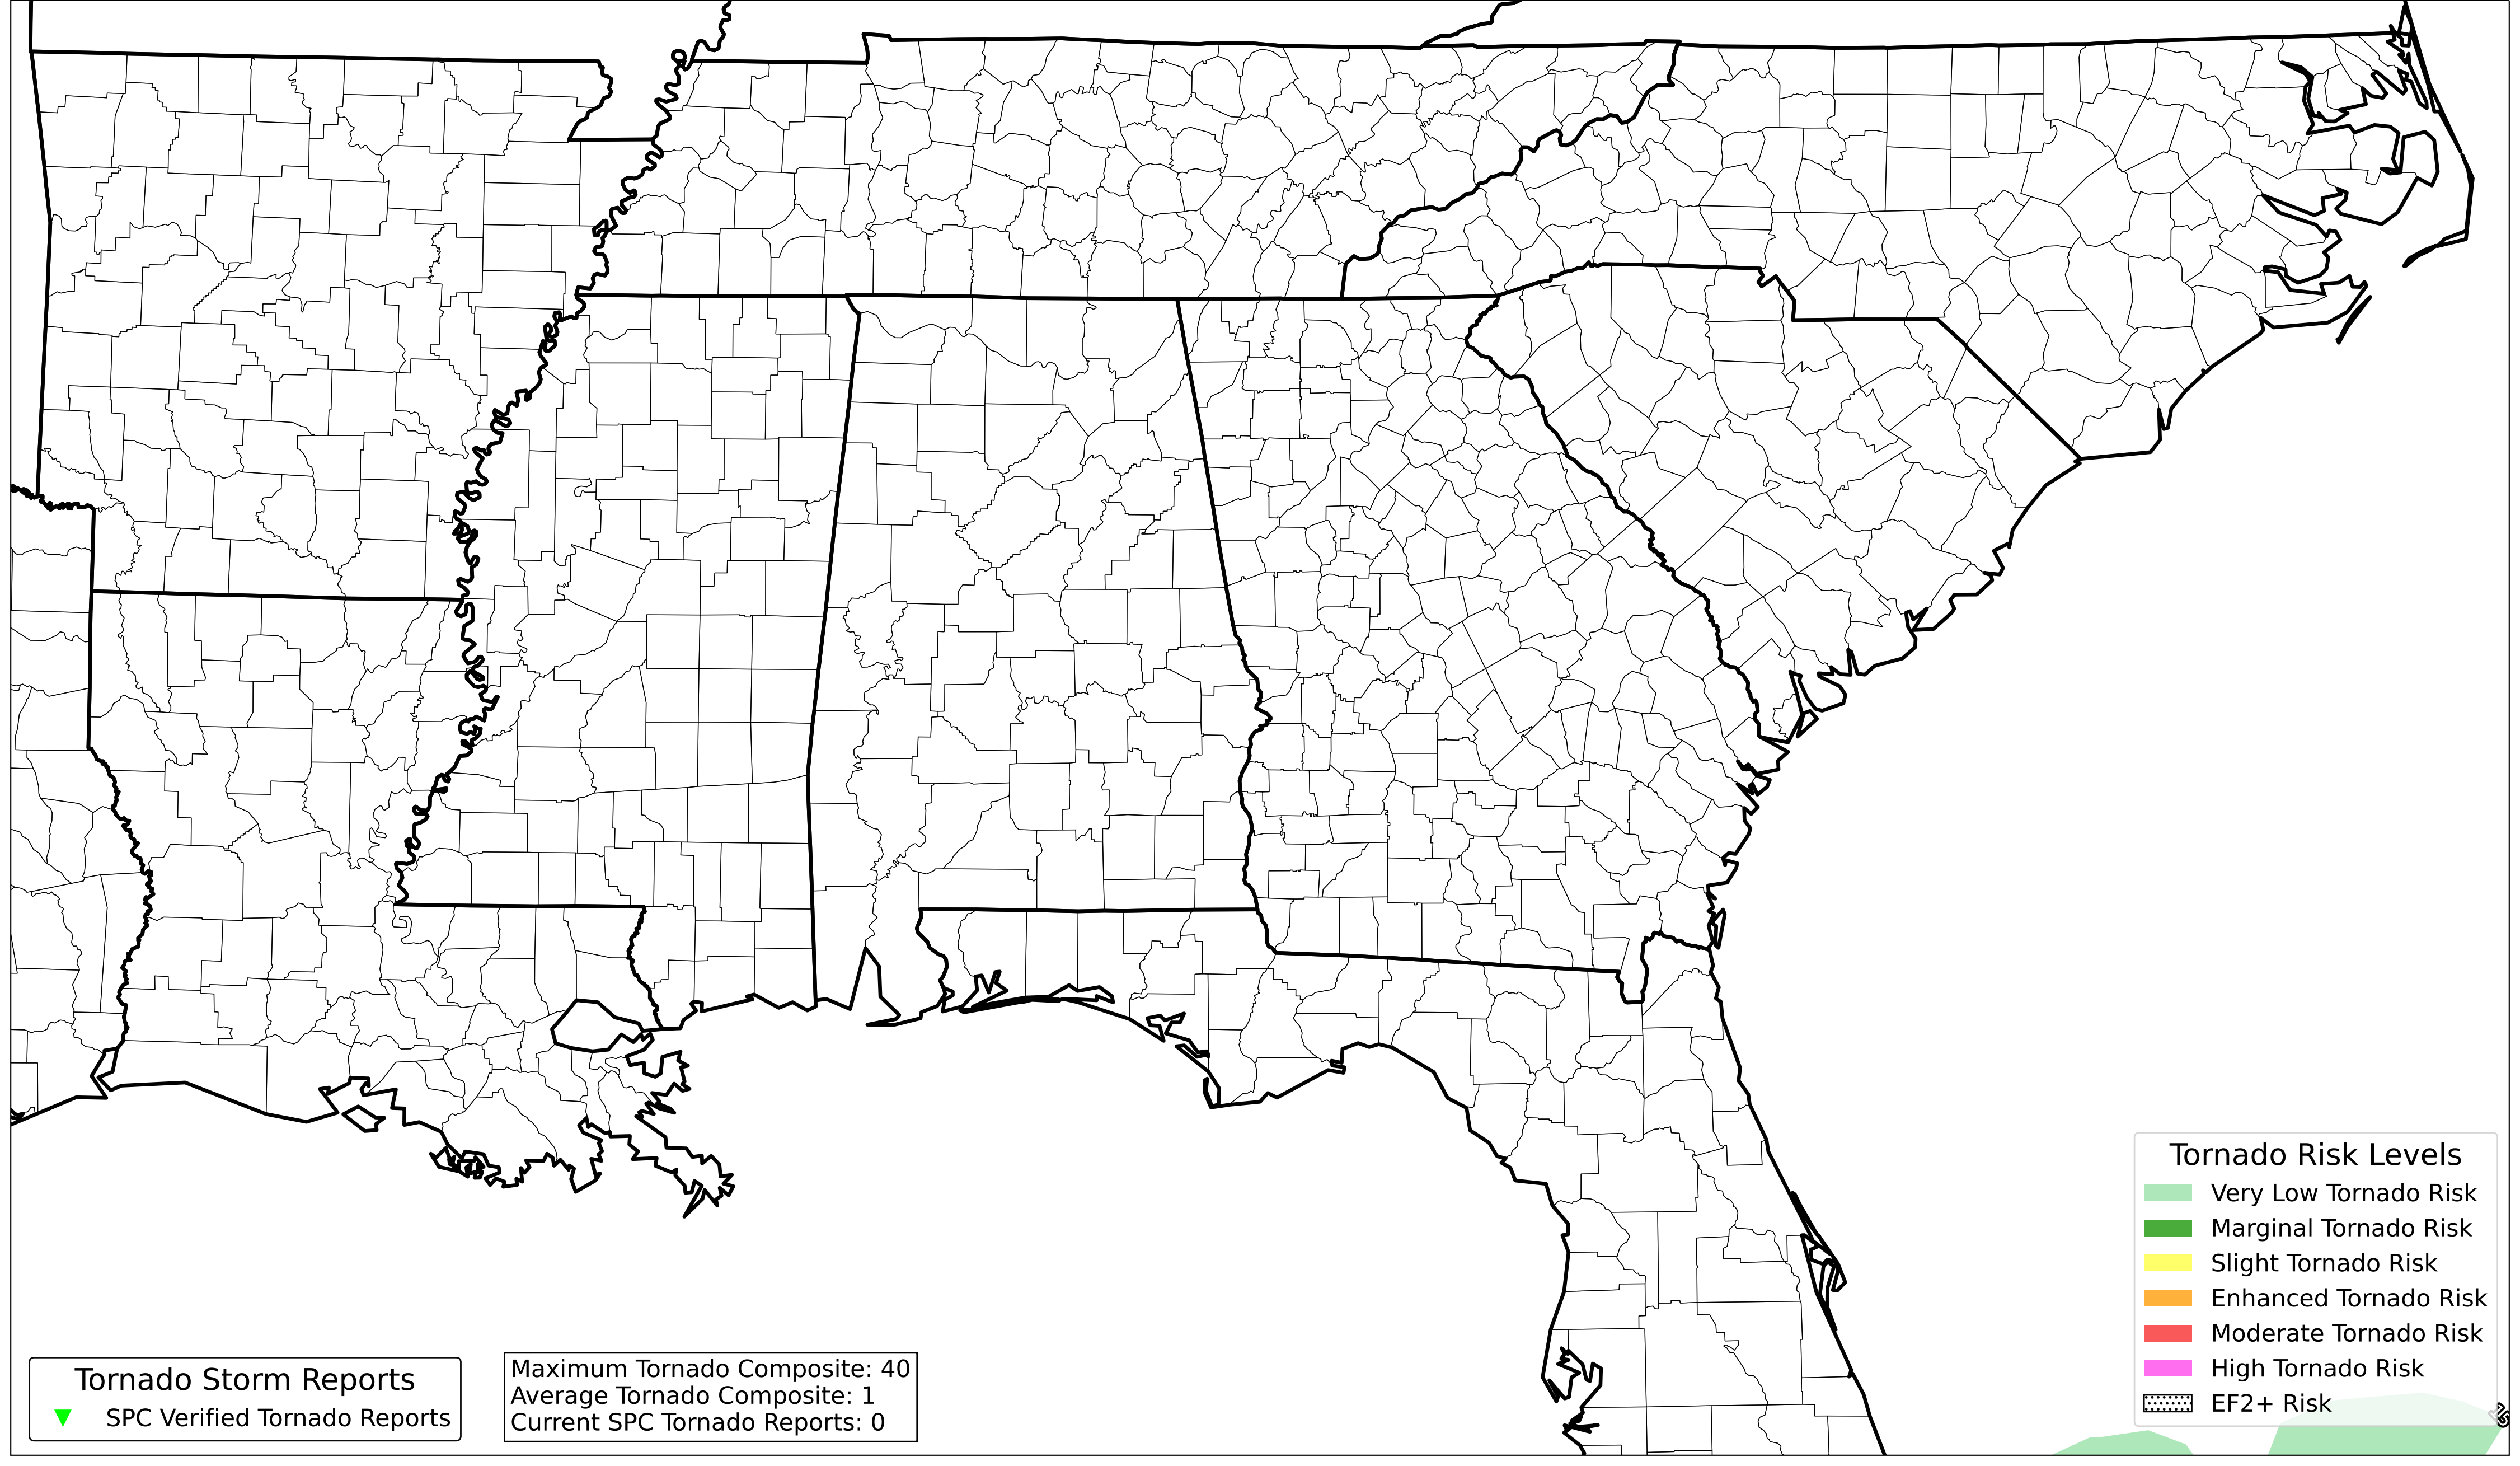 Tornado Risk Levels
Very Low Tornado Risk
Marginal Tornado Risk
Slight Tornado Risk
Enhanced Tornado Risk
Moderate Tornado Risk
High Tornado Risk
EF2+ Risk
Tornado Storm Reports
SPC Verified Tornado Reports
Maximum Tornado Composite: 40
Average Tornado Composite: 1
Current SPC Tornado Reports: 0